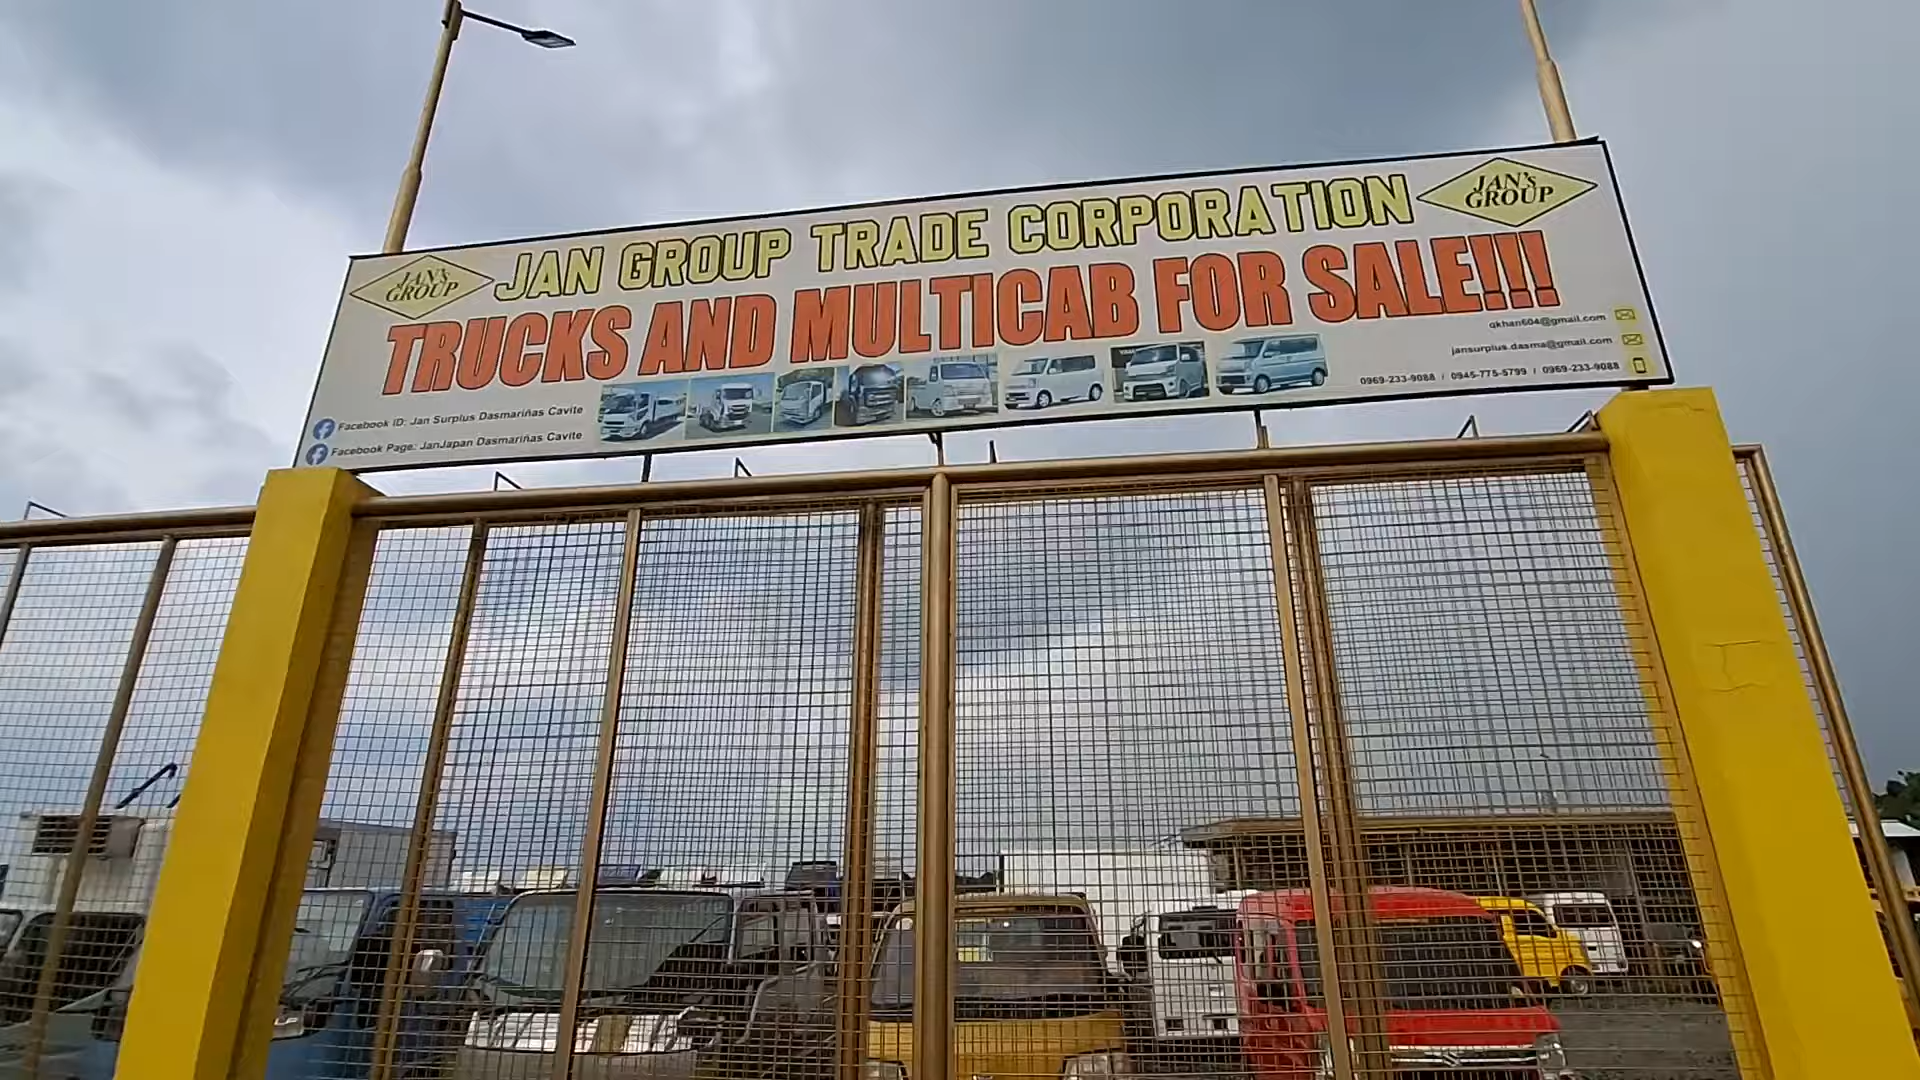 JAN GROUP TRADE CORPORATION
JAN's
GROUP
JAN's
GROUP
TRUCKS AND MULTICAB FOR SALE!!!
qkhan604@gmail.com
jansurplus.dasma@gmail.com
0969-233-9088 / 0945-775-5799 / 0969-233-9088
Facebook ID: Jan Surplus Dasmariñas Cavite
Facebook Page: JanJapan Dasmariñas Cavite